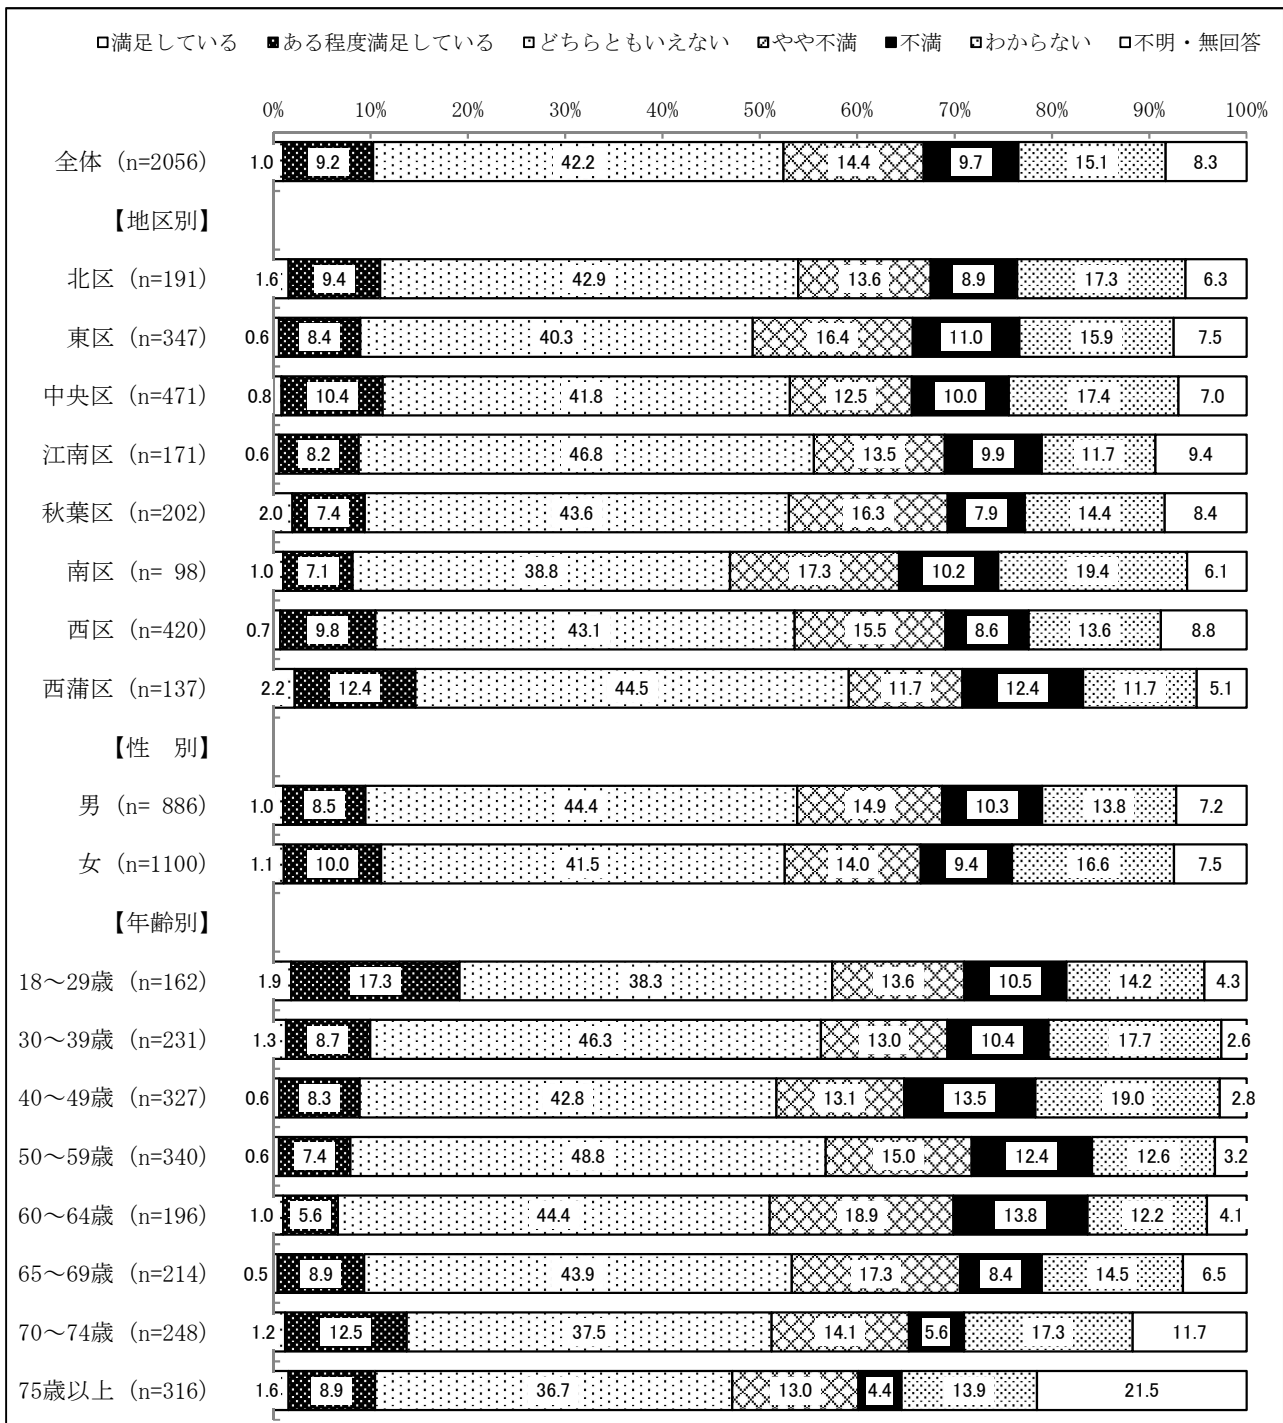 □満足している ■ある程度満足している □どちらともいえない □やや不満 ■不満 □わからない □不明・無回答
0% 10% 20% 30% 40% 50% 60% 70% 80% 90% 100%
全体 (n=2056) 1.0 9.2 42.2 14.4 9.7 15.1 8.3
【地区別】
北区 (n=191) 1.6 9.4 42.9 13.6 8.9 17.3 6.3
東区 (n=347) 0.6 8.4 40.3 16.4 11.0 15.9 7.5
中央区 (n=471) 0.8 10.4 41.8 12.5 10.0 17.4 7.0
江南区 (n=171) 0.6 8.2 46.8 13.5 9.9 11.7 9.4
秋葉区 (n=202) 2.0 7.4 43.6 16.3 7.9 14.4 8.4
南区 (n= 98) 1.0 7.1 38.8 17.3 10.2 19.4 6.1
西区 (n=420) 0.7 9.8 43.1 15.5 8.6 13.6 8.8
西蒲区 (n=137) 2.2 12.4 44.5 11.7 12.4 11.7 5.1
【性　別】
男 (n= 886) 1.0 8.5 44.4 14.9 10.3 13.8 7.2
女 (n=1100) 1.1 10.0 41.5 14.0 9.4 16.6 7.5
【年齢別】
18～29歳 (n=162) 1.9 17.3 38.3 13.6 10.5 14.2 4.3
30～39歳 (n=231) 1.3 8.7 46.3 13.0 10.4 17.7 2.6
40～49歳 (n=327) 0.6 8.3 42.8 13.1 13.5 19.0 2.8
50～59歳 (n=340) 0.6 7.4 48.8 15.0 12.4 12.6 3.2
60～64歳 (n=196) 1.0 5.6 44.4 18.9 13.8 12.2 4.1
65～69歳 (n=214) 0.5 8.9 43.9 17.3 8.4 14.5 6.5
70～74歳 (n=248) 1.2 12.5 37.5 14.1 5.6 17.3 11.7
75歳以上 (n=316) 1.6 8.9 36.7 13.0 4.4 13.9 21.5